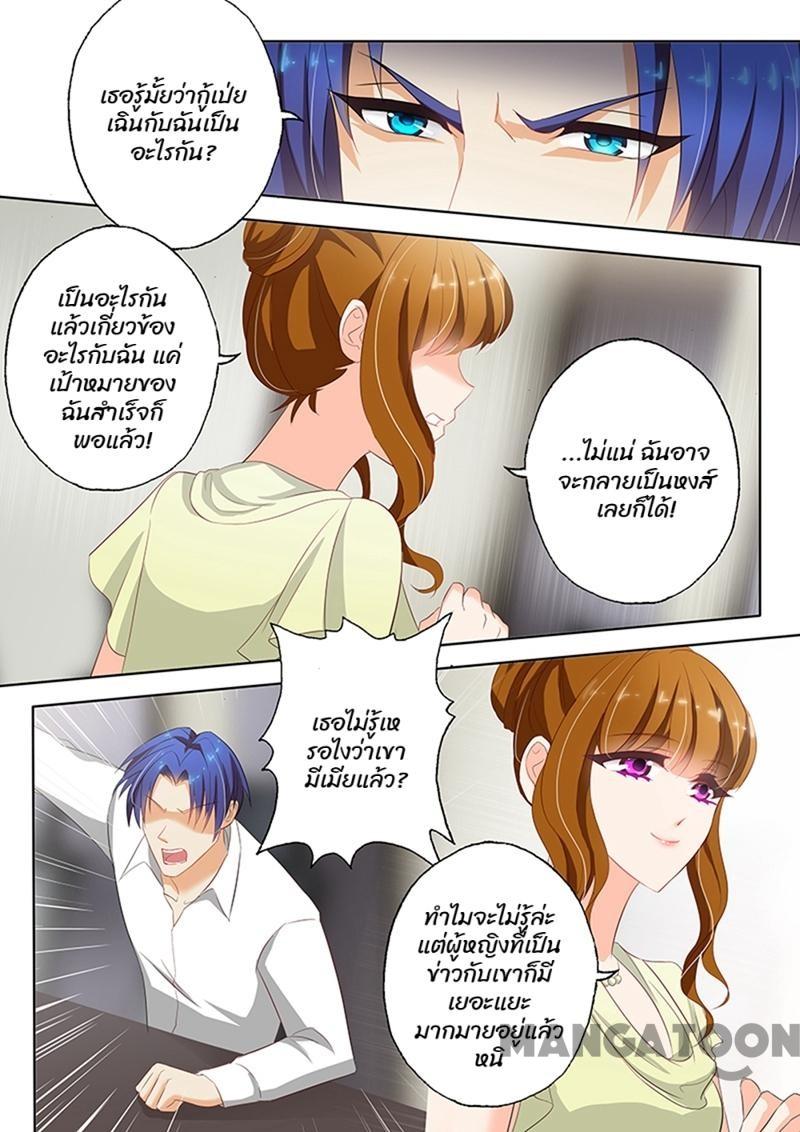 เธอรู้มั้ยว่ากู้เป่ย
เฉินกับฉันเป็น
อะไรกัน?
เป็นอะไรกัน
แล้วเกี่ยวข้อง
อะไรกับฉัน แค่
เป้าหมายของ
ฉันสำเร็จก็
พอแล้ว!
...ไม่แน่ ฉันอาจ
จะกลายเป็นหงส์
เลยก็ได้!
เธอไม่รู้เห
รอไงว่าเขา
มีเมียแล้ว?
ทำไมจะไม่รู้ล่ะ
แต่ผู้หญิงที่เป็น
ข่าวกับเขาก็มี
เยอะแยะ
มากมายอยู่แล้ว
หนิ
MANGATOON